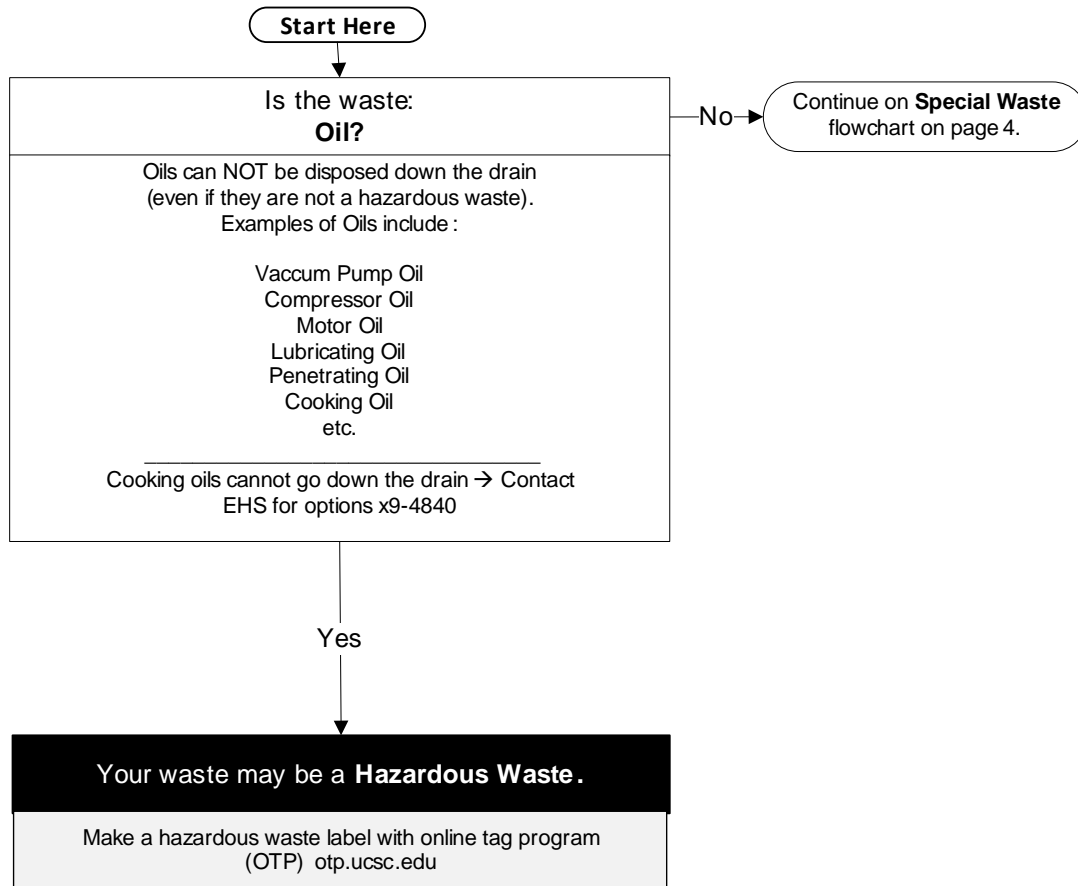 Start Here
Is the waste:
Oil?
No
Continue on Special Waste
flowchart on page 4.
Oils can NOT be disposed down the drain
(even if they are not a hazardous waste).
Examples of Oils include :
Vaccum Pump Oil
Compressor Oil
Motor Oil
Lubricating Oil
Penetrating Oil
Cooking Oil
etc.
Cooking oils cannot go down the drain → Contact
EHS for options x9-4840
Yes
Your waste may be a Hazardous Waste.
Make a hazardous waste label with online tag program
(OTP) otp.ucsc.edu